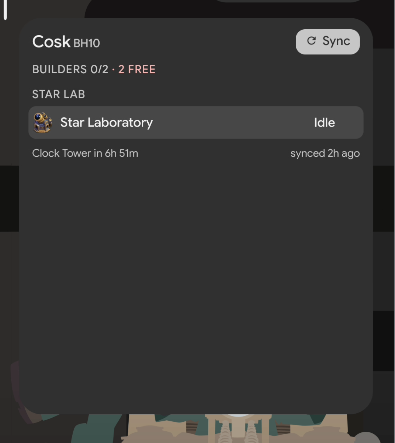 Cosk BH10
Sync
BUILDERS 0/2 · 2 FREE
STAR LAB
Star Laboratory Idle
Clock Tower in 6h 51m synced 2h ago